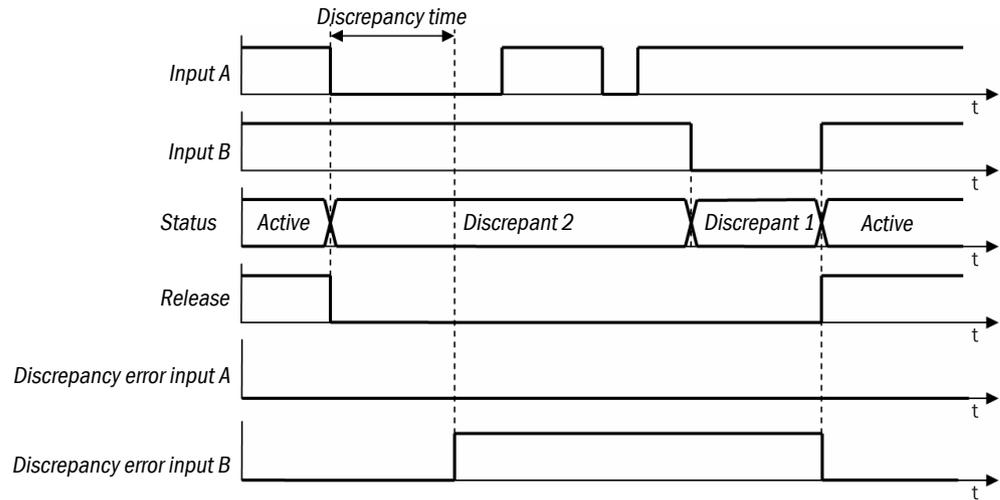 Discrepancy time
Input A
t
Input B
t
Status
Active
Discrepant 2
Discrepant 1
Active
t
Release
t
Discrepancy error input A
t
Discrepancy error input B
t